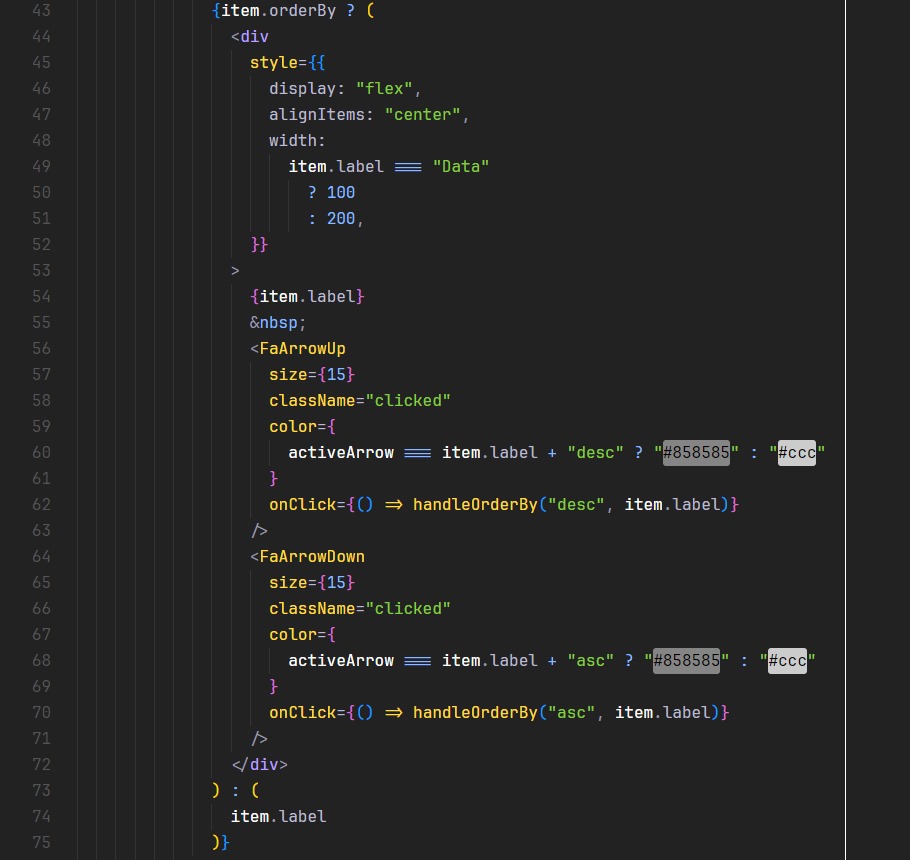 43 {item.orderBy ? (
44 <div
45 style={{
46 display: "flex",
47 alignItems: "center",
48 width:
49 item.label === "Data"
50 ? 100
51 : 200,
52 }}
53 >
54 {item.label}
55 &nbsp;
56 <FaArrowUp
57 size={15}
58 className="clicked"
59 color={
60 activeArrow === item.label + "desc" ? "#858585" : "#ccc"
61 }
62 onClick={() => handleOrderBy("desc", item.label)}
63 />
64 <FaArrowDown
65 size={15}
66 className="clicked"
67 color={
68 activeArrow === item.label + "asc" ? "#858585" : "#ccc"
69 }
70 onClick={() => handleOrderBy("asc", item.label)}
71 />
72 </div>
73 ) : (
74 item.label
75 )}